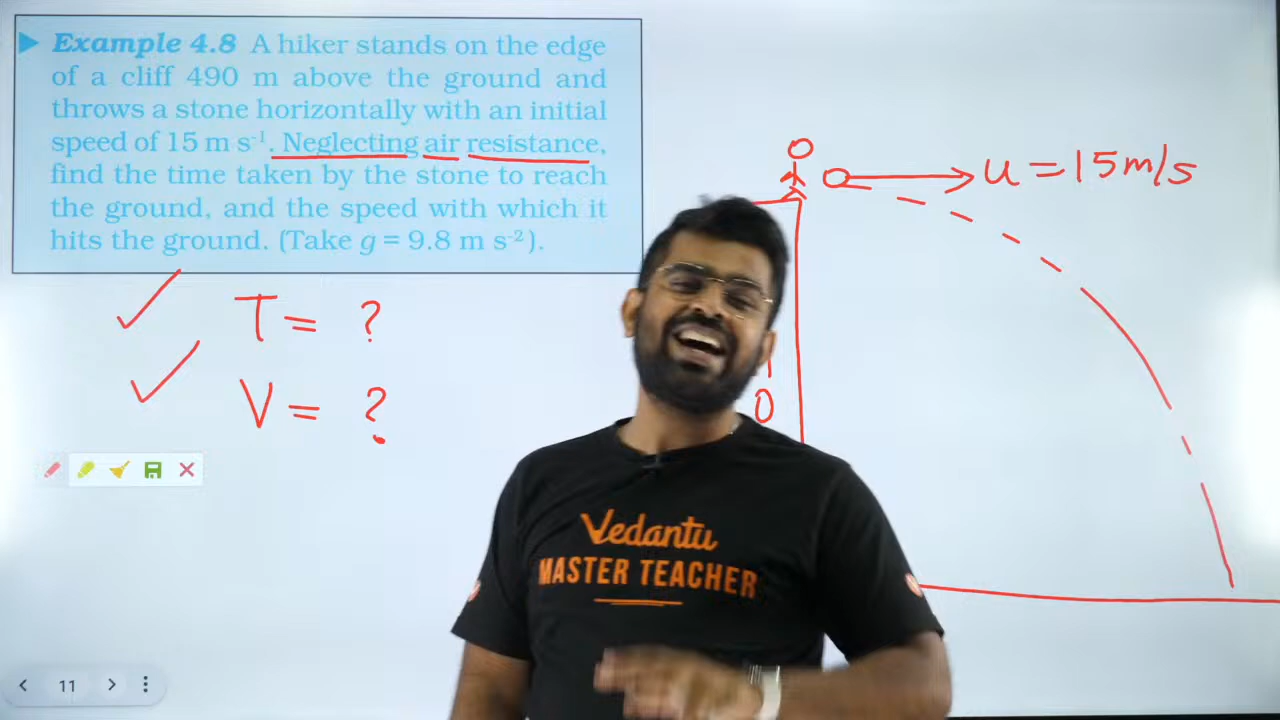 Example 4.8 A hiker stands on the edge
of a cliff 490 m above the ground and
throws a stone horizontally with an initial
speed of 15 m s⁻¹. Neglecting air resistance,
find the time taken by the stone to reach
the ground, and the speed with which it
hits the ground. (Take g = 9.8 m s⁻²).
u = 15m/s
T = ?
V = ?
0
Vedantu
MASTER TEACHER
11